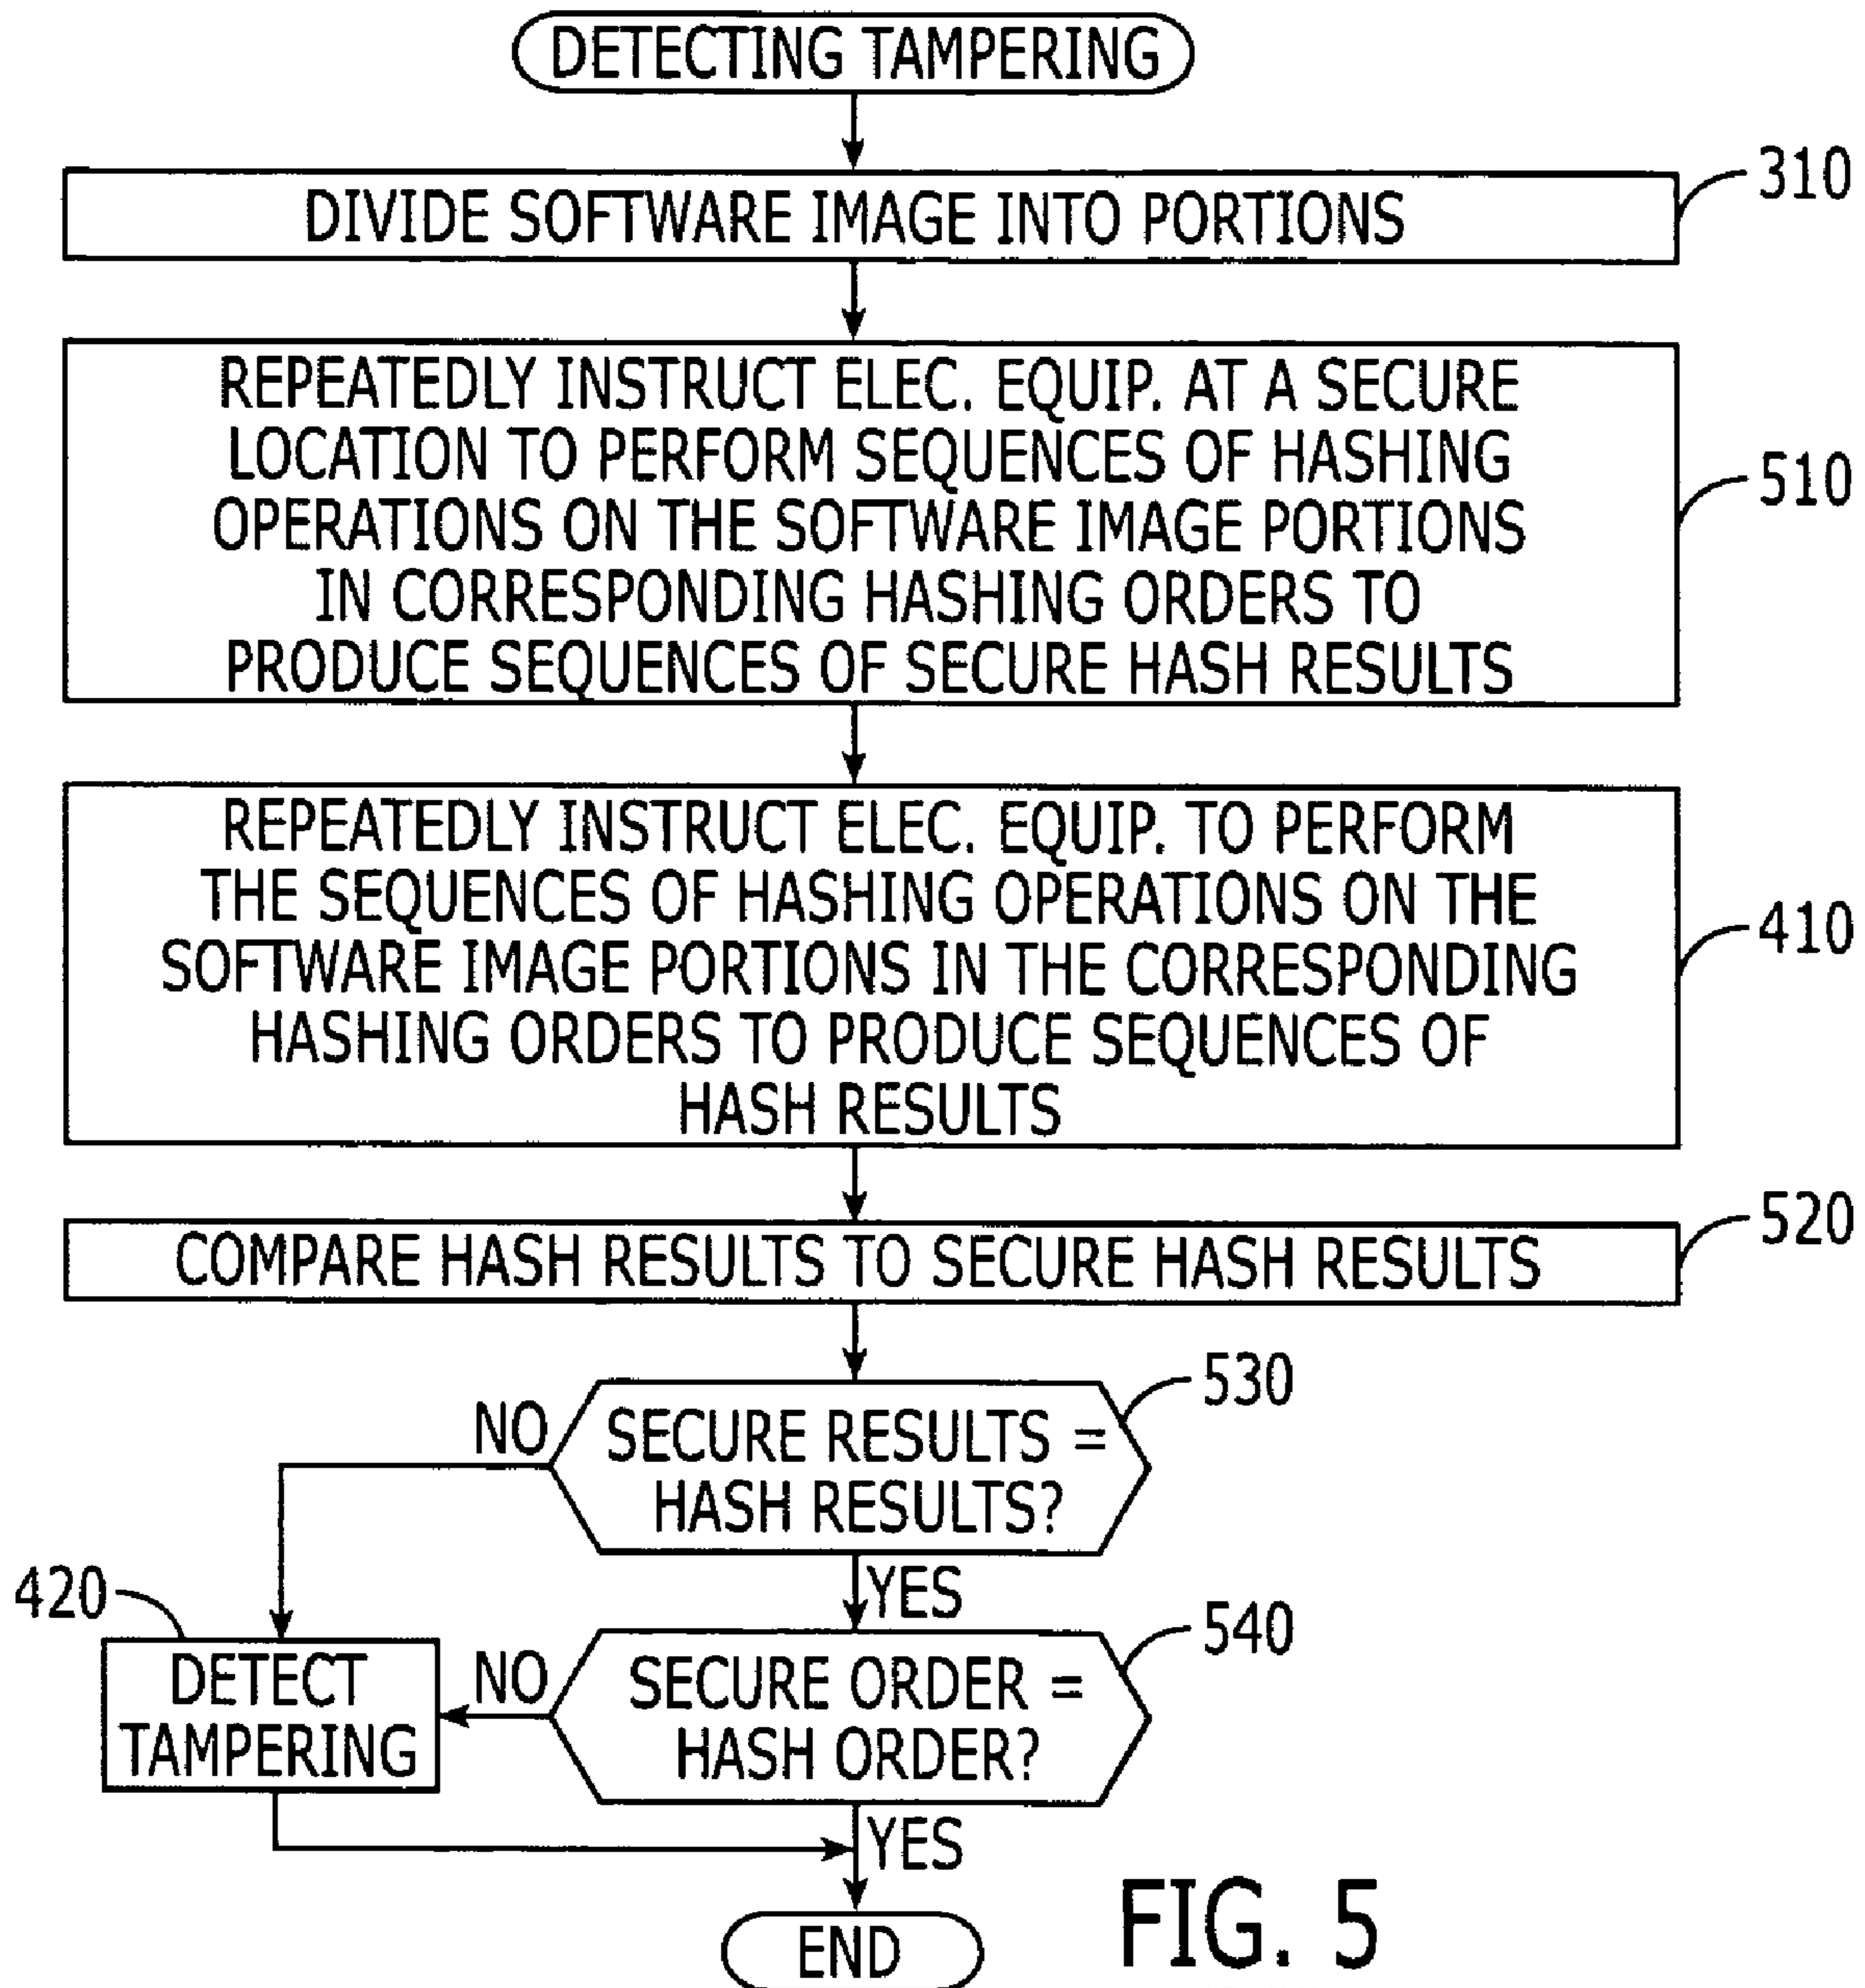 DETECTING TAMPERING
310
DIVIDE SOFTWARE IMAGE INTO PORTIONS
REPEATEDLY INSTRUCT ELEC. EQUIP. AT A SECURE
LOCATION TO PERFORM SEQUENCES OF HASHING
OPERATIONS ON THE SOFTWARE IMAGE PORTIONS
IN CORRESPONDING HASHING ORDERS TO
PRODUCE SEQUENCES OF SECURE HASH RESULTS
510
REPEATEDLY INSTRUCT ELEC. EQUIP. TO PERFORM
THE SEQUENCES OF HASHING OPERATIONS ON THE
SOFTWARE IMAGE PORTIONS IN THE CORRESPONDING
HASHING ORDERS TO PRODUCE SEQUENCES OF
HASH RESULTS
410
520
COMPARE HASH RESULTS TO SECURE HASH RESULTS
530
NO
SECURE RESULTS =
HASH RESULTS?
YES
420
540
DETECT
TAMPERING
NO
SECURE ORDER =
HASH ORDER?
YES
END
FIG. 5